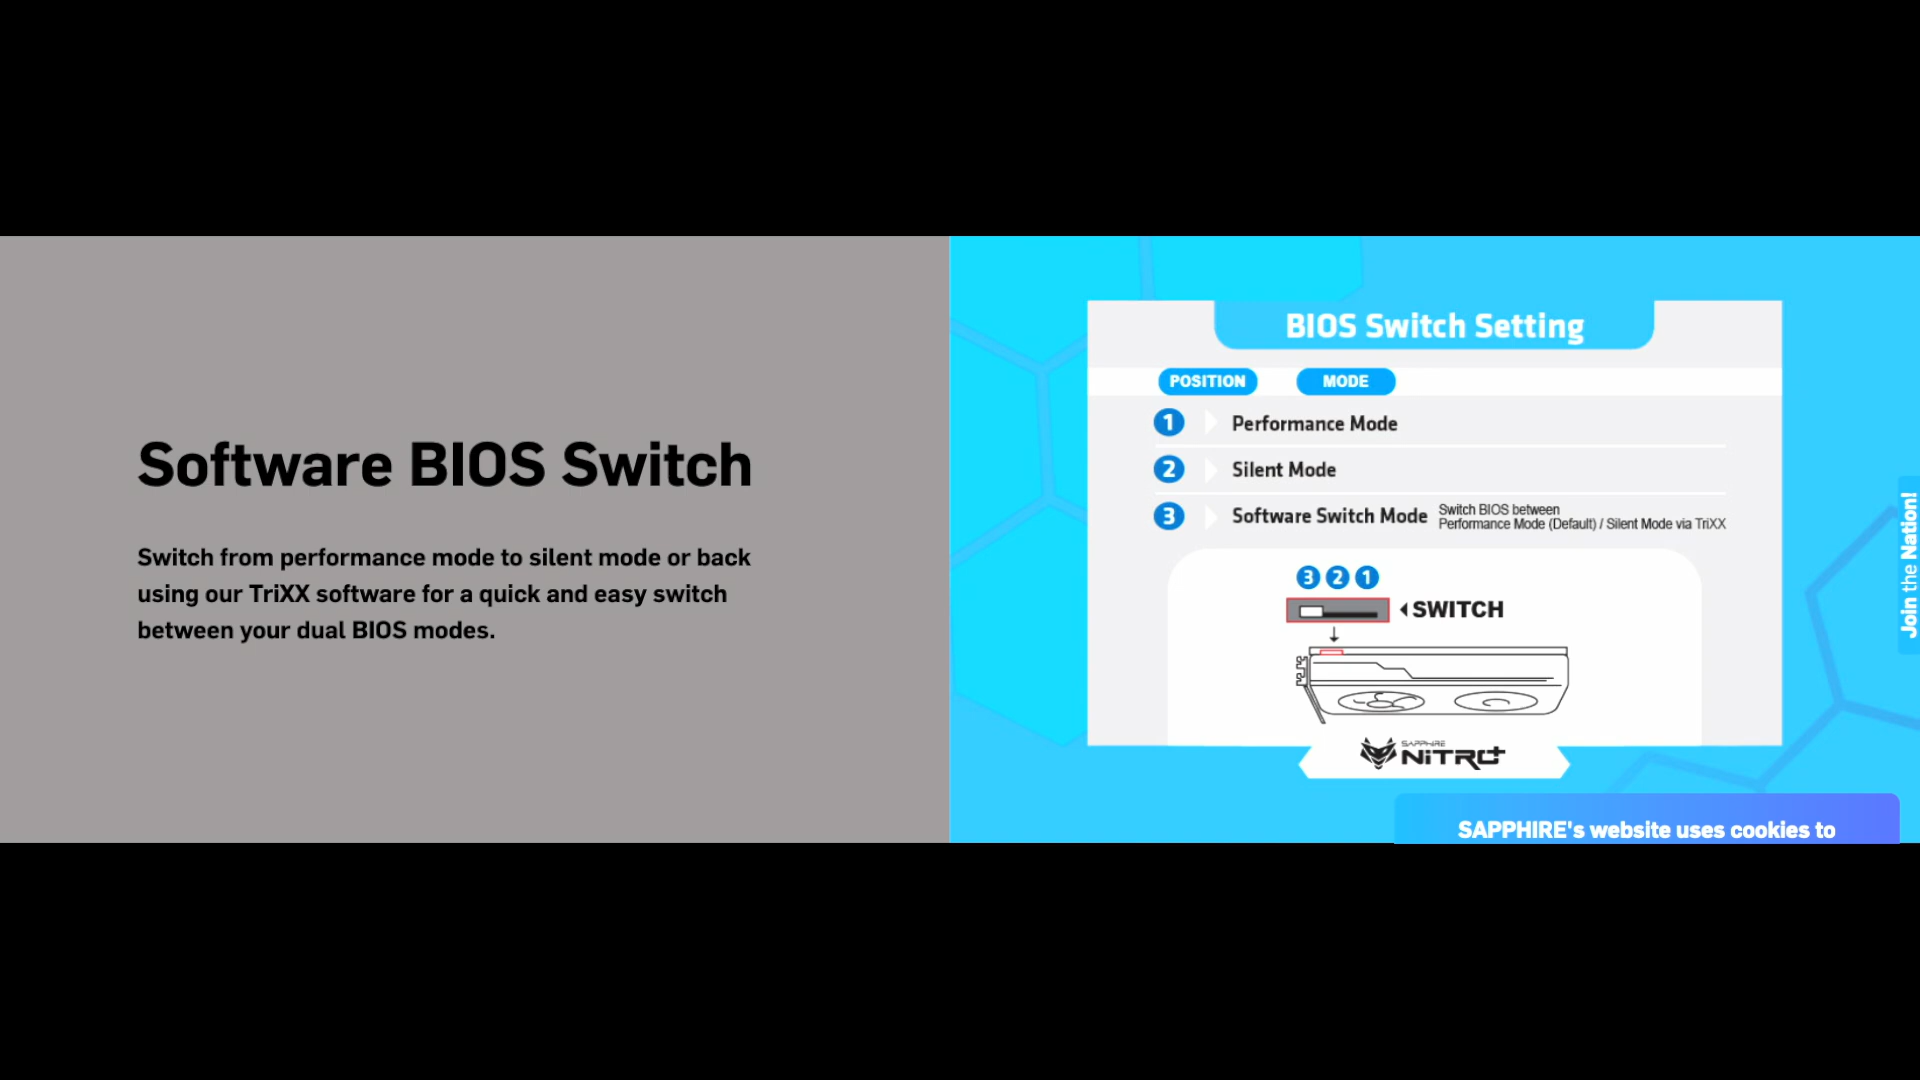 Software BIOS Switch
Switch from performance mode to silent mode or back
using our TriXX software for a quick and easy switch
between your dual BIOS modes.
BIOS Switch Setting
POSITION MODE
1 Performance Mode
2 Silent Mode
3 Software Switch Mode Switch BIOS between
Performance Mode (Default) / Silent Mode via TriXX
3 2 1
SWITCH
SAPPHIRE
NITRO+
Join the Nation!
SAPPHIRE's website uses cookies to